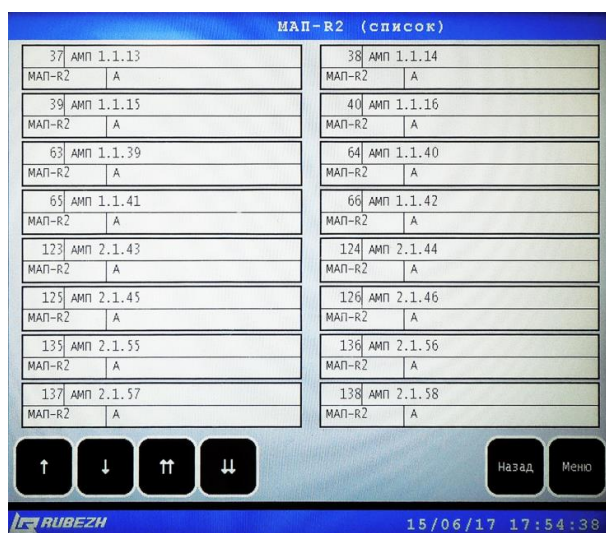 МАП-R2 (список)
37 АМП 1.1.13 38 АМП 1.1.14
МАП-R2 А МАП-R2 А
39 АМП 1.1.15 40 АМП 1.1.16
МАП-R2 А МАП-R2 А
63 АМП 1.1.39 64 АМП 1.1.40
МАП-R2 А МАП-R2 А
65 АМП 1.1.41 66 АМП 1.1.42
МАП-R2 А МАП-R2 А
123 АМП 2.1.43 124 АМП 2.1.44
МАП-R2 А МАП-R2 А
125 АМП 2.1.45 126 АМП 2.1.46
МАП-R2 А МАП-R2 А
135 АМП 2.1.55 136 АМП 2.1.56
МАП-R2 А МАП-R2 А
137 АМП 2.1.57 138 АМП 2.1.58
МАП-R2 А МАП-R2 А
↑ ↓ ⇈ ⇊ Назад Меню
RUBEZH 15/06/17 17:54:38